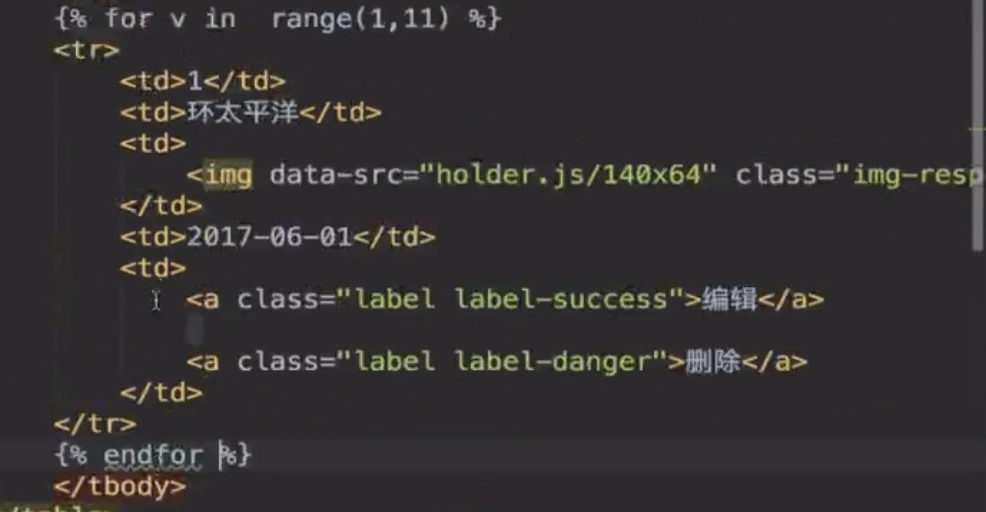 {% for v in  range(1,11) %}
<tr>
<td>1</td>
<td>环太平洋</td>
<td>
<img data-src="holder.js/140x64" class="img-resp
</td>
<td>2017-06-01</td>
<td>
<a class="label label-success">编辑</a>
<a class="label label-danger">删除</a>
</td>
</tr>
{% endfor %}
</tbody>